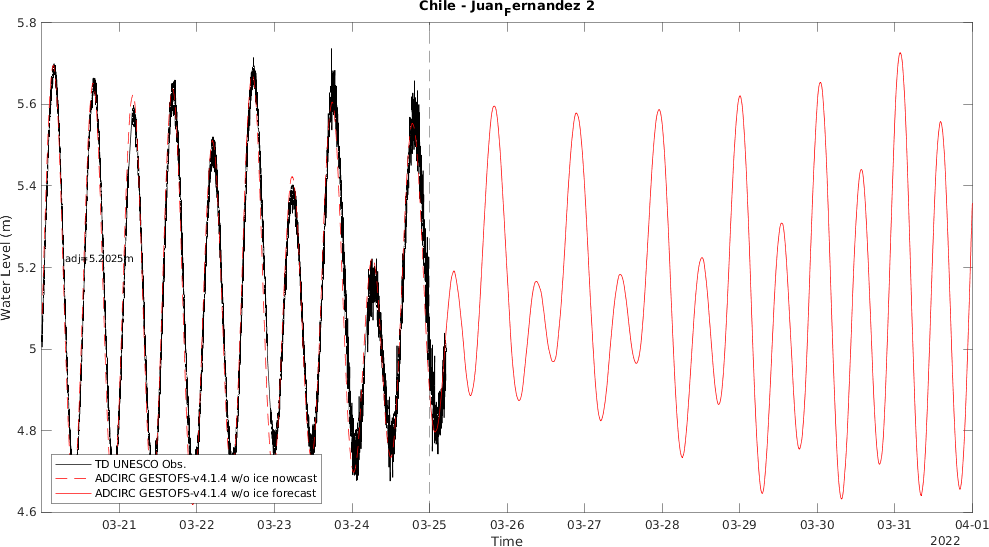 Chile - Juan_Fernandez 2
5.8
5.6
5.4
5.2
5
4.8
4.6
Water Level (m)
adj=5.2025m
TD UNESCO Obs.
ADCIRC GESTOFS-v4.1.4 w/o ice nowcast
ADCIRC GESTOFS-v4.1.4 w/o ice forecast
03-21 03-22 03-23 03-24 03-25 03-26 03-27 03-28 03-29 03-30 03-31 04-01
Time
2022